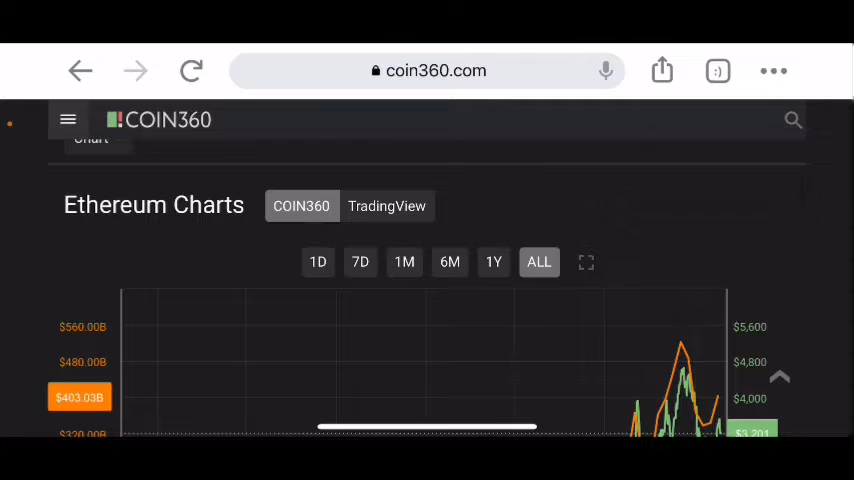 coin360.com
COIN360
Chart
Ethereum Charts COIN360 TradingView
1D 7D 1M 6M 1Y ALL
$560.00B $5,600
$480.00B $4,800
$403.03B $4,000
$320.00B $3,201